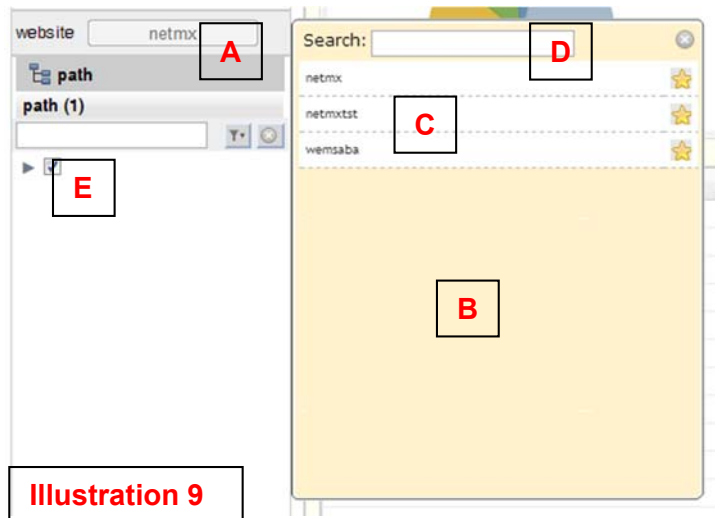 website netmx A
path
path (1)
E
Search: D
netmx
netmxtst
C
wemsaba
B
Illustration 9